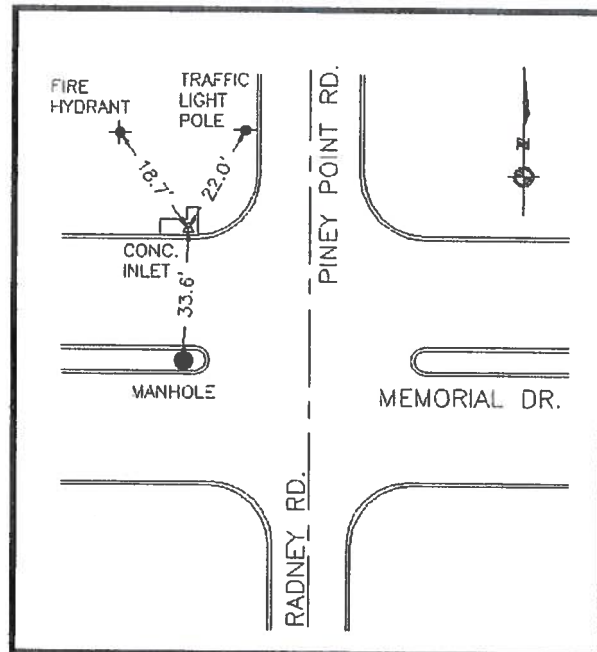 FIRE
HYDRANT
TRAFFIC
LIGHT
POLE
PINEY POINT RD.
N
18.7'
22.0'
CONC.
INLET
33.6'
MANHOLE
MEMORIAL DR.
RADNEY RD.